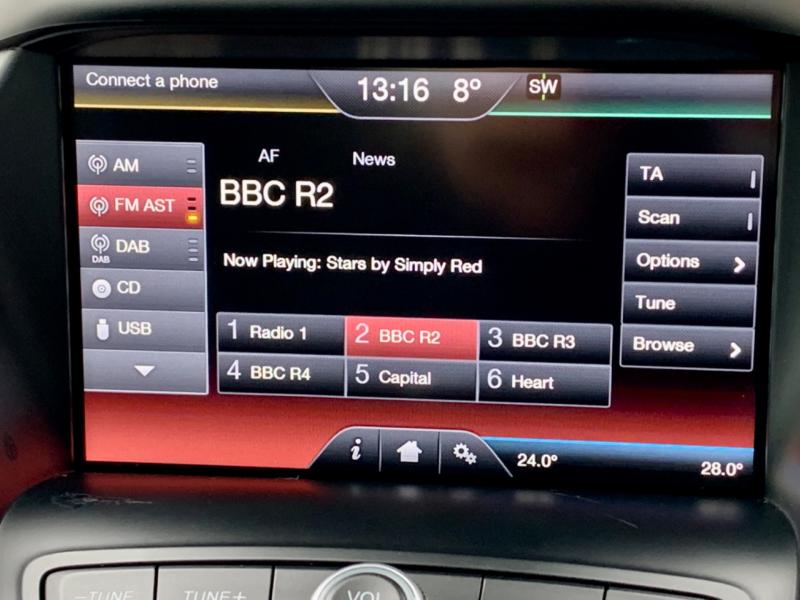 Connect a phone
13:16 8° SW
AF News
BBC R2
Now Playing: Stars by Simply Red
AM
FM AST
DAB
DAB
CD
USB
TA
Scan
Options
Tune
Browse
1 Radio 1 2 BBC R2 3 BBC R3
4 BBC R4 5 Capital 6 Heart
i
24.0° 28.0°
-TUNE TUNE+ VOL